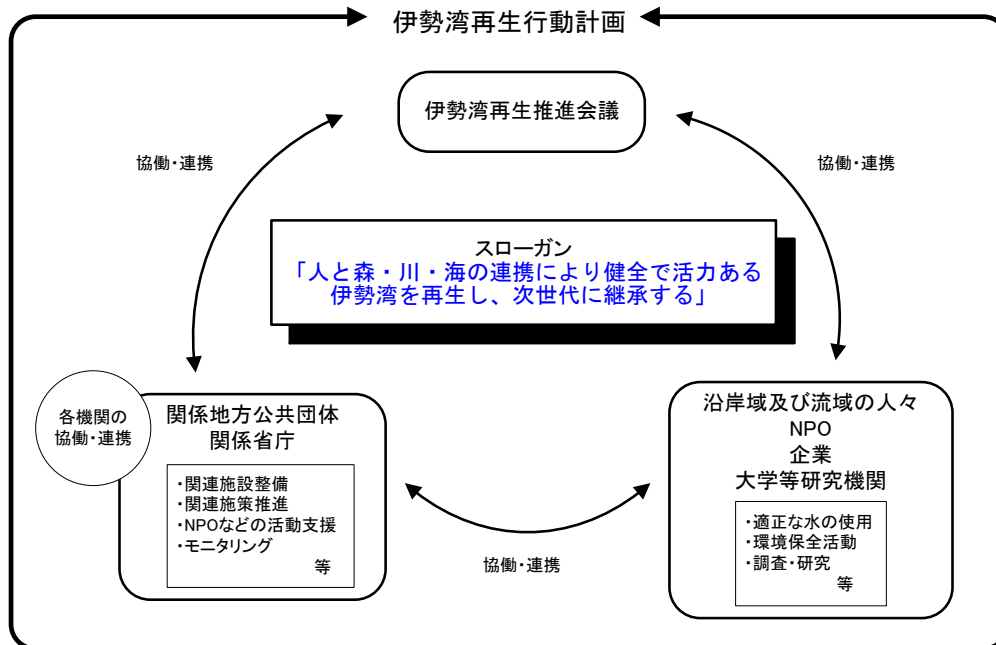 伊勢湾再生行動計画
伊勢湾再生推進会議
協働・連携
協働・連携
スローガン
「人と森・川・海の連携により健全で活力ある
伊勢湾を再生し、次世代に継承する」
各機関の
協働・連携
関係地方公共団体
関係省庁
・関連施設整備
・関連施策推進
・NPOなどの活動支援
・モニタリング
等
沿岸域及び流域の人々
NPO
企業
大学等研究機関
・適正な水の使用
・環境保全活動
・調査・研究
等
協働・連携